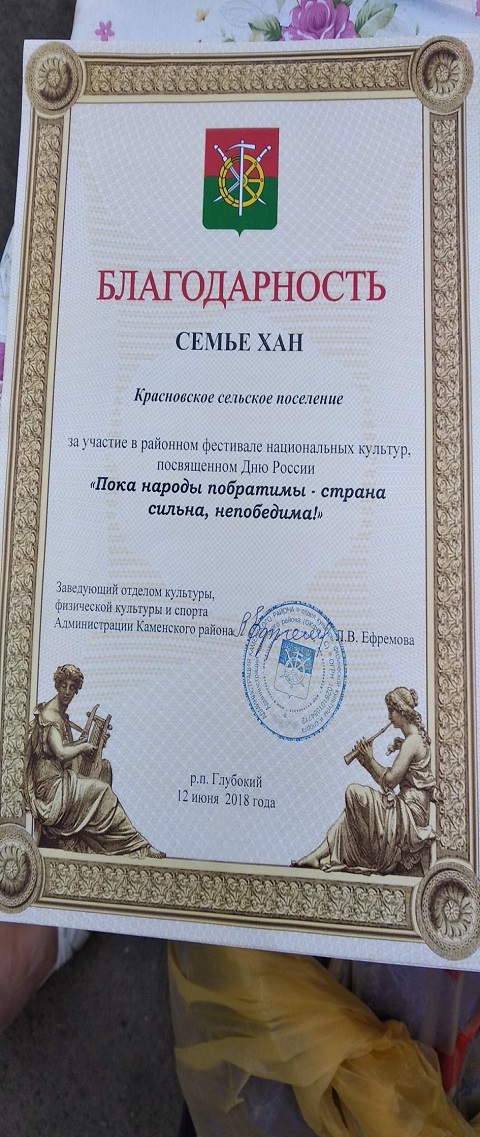 БЛАГОДАРНОСТЬ
СЕМЬЕ ХАН
Красновское сельское поселение
за участие в районном фестивале национальных культур,
посвященном Дню России
«Пока народы побратимы - страна
сильна, непобедима!»
Заведующий отделом культуры,
физической культуры и спорта
Администрации Каменского района
Л.В. Ефремова
р.п. Глубокий
12 июня 2018 года